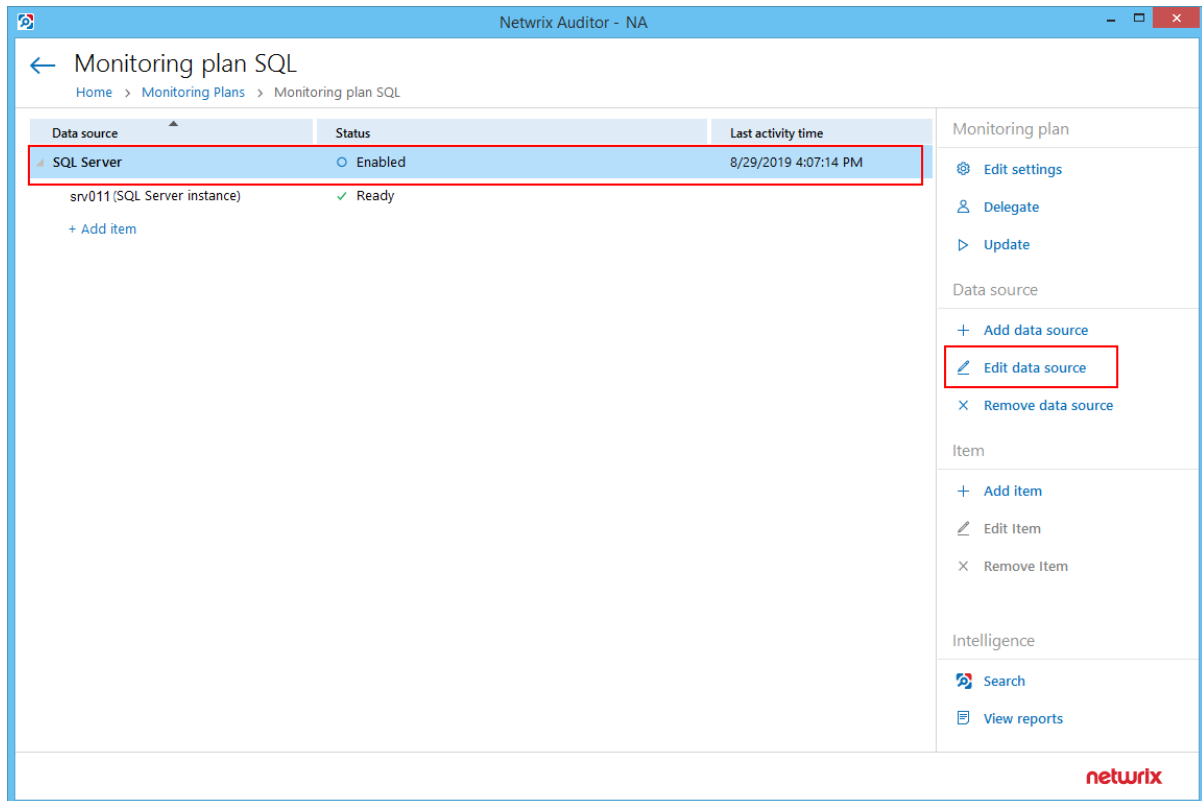 Netwrix Auditor - NA
Monitoring plan SQL
Home > Monitoring Plans > Monitoring plan SQL
Data source Status Last activity time
SQL Server Enabled 8/29/2019 4:07:14 PM
srv011 (SQL Server instance) Ready
+ Add item
Monitoring plan
Edit settings
Delegate
Update
Data source
+ Add data source
Edit data source
Remove data source
Item
+ Add item
Edit Item
Remove Item
Intelligence
Search
View reports
netwrix